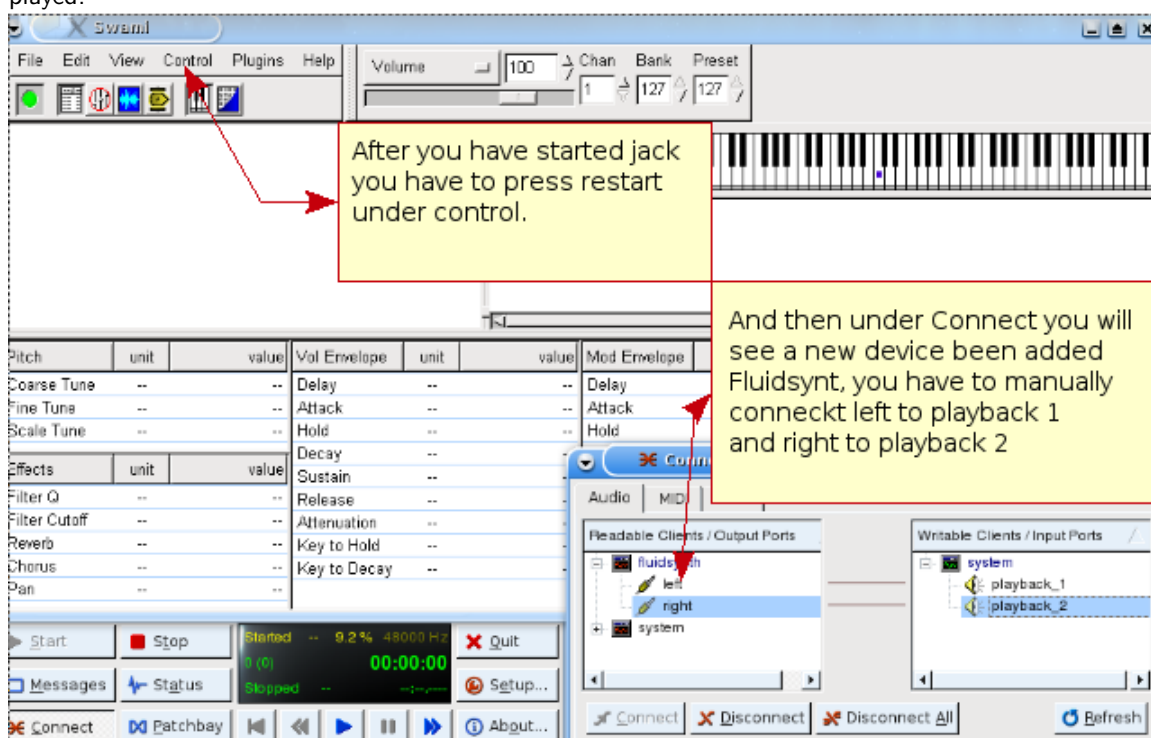 played.
Swami
File Edit View Control Plugins Help
Volume 100 Chan Bank Preset
1 127 127
After you have started jack
you have to press restart
under control.
And then under Connect you will
see a new device been added
Fluidsynt, you have to manually
conneckt left to playback 1
and right to playback 2
Pitch unit value Vol Envelope unit value Mod Envelope
Coarse Tune -- -- Delay -- -- Delay
Fine Tune -- -- Attack -- -- Attack
Scale Tune -- -- Hold -- -- Hold
Decay --
Effects unit value Sustain --
Filter Q -- -- Release --
Filter Cutoff -- -- Attenuation --
Reverb -- -- Key to Hold --
Chorus -- -- Key to Decay --
Pan -- --
Audio MIDI
Readable Clients / Output Ports Writable Clients / Input Ports
fluidsynth system
left playback_1
right playback_2
system
Connect Disconnect Disconnect All Refresh
Start Stop Started -- 9.2 % 48000 Hz Quit
0 (0) 00:00:00
Messages Status Stopped -- --:--.---- Setup...
Connect Patchbay About...